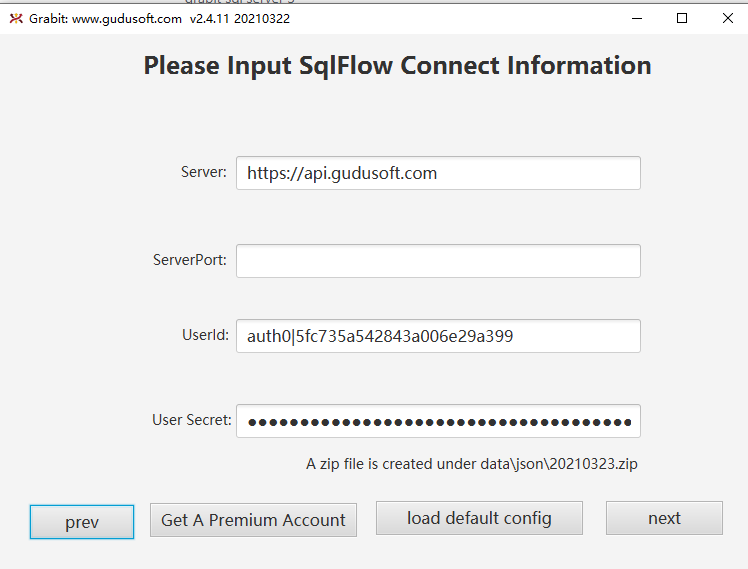 Grabit: www.gudusoft.com v2.4.11 20210322
Please Input SqlFlow Connect Information
Server: https://api.gudusoft.com
ServerPort:
UserId: auth0|5fc735a542843a006e29a399
User Secret: ●●●●●●●●●●●●●●●●●●●●●●●●●●●●●●●●●●●●●
A zip file is created under data\json\20210323.zip
prev Get A Premium Account load default config next